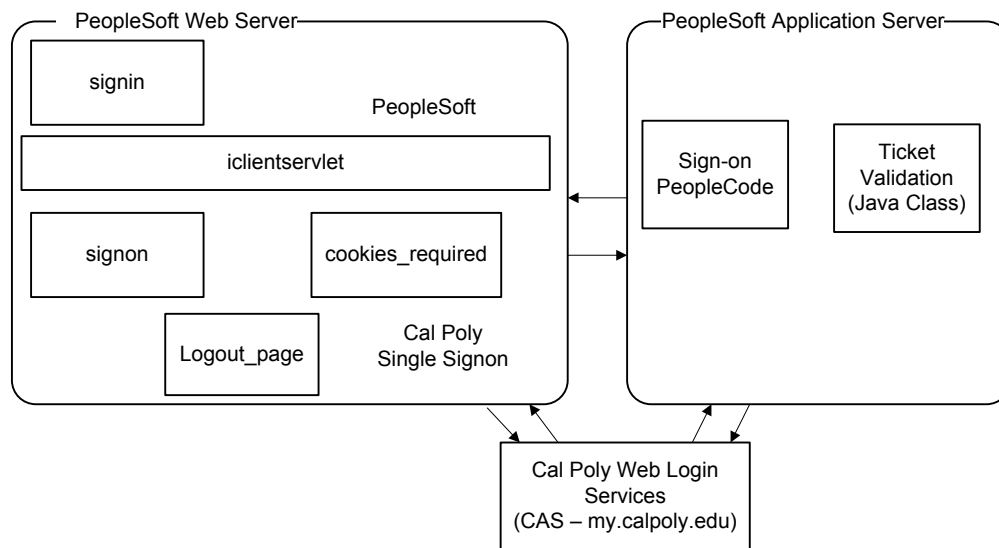 PeopleSoft Web Server
PeopleSoft Application Server
signin
PeopleSoft
iclientservlet
Sign-on
PeopleCode
Ticket
Validation
(Java Class)
signon
cookies_required
Logout_page
Cal Poly
Single Signon
Cal Poly Web Login
Services
(CAS – my.calpoly.edu)